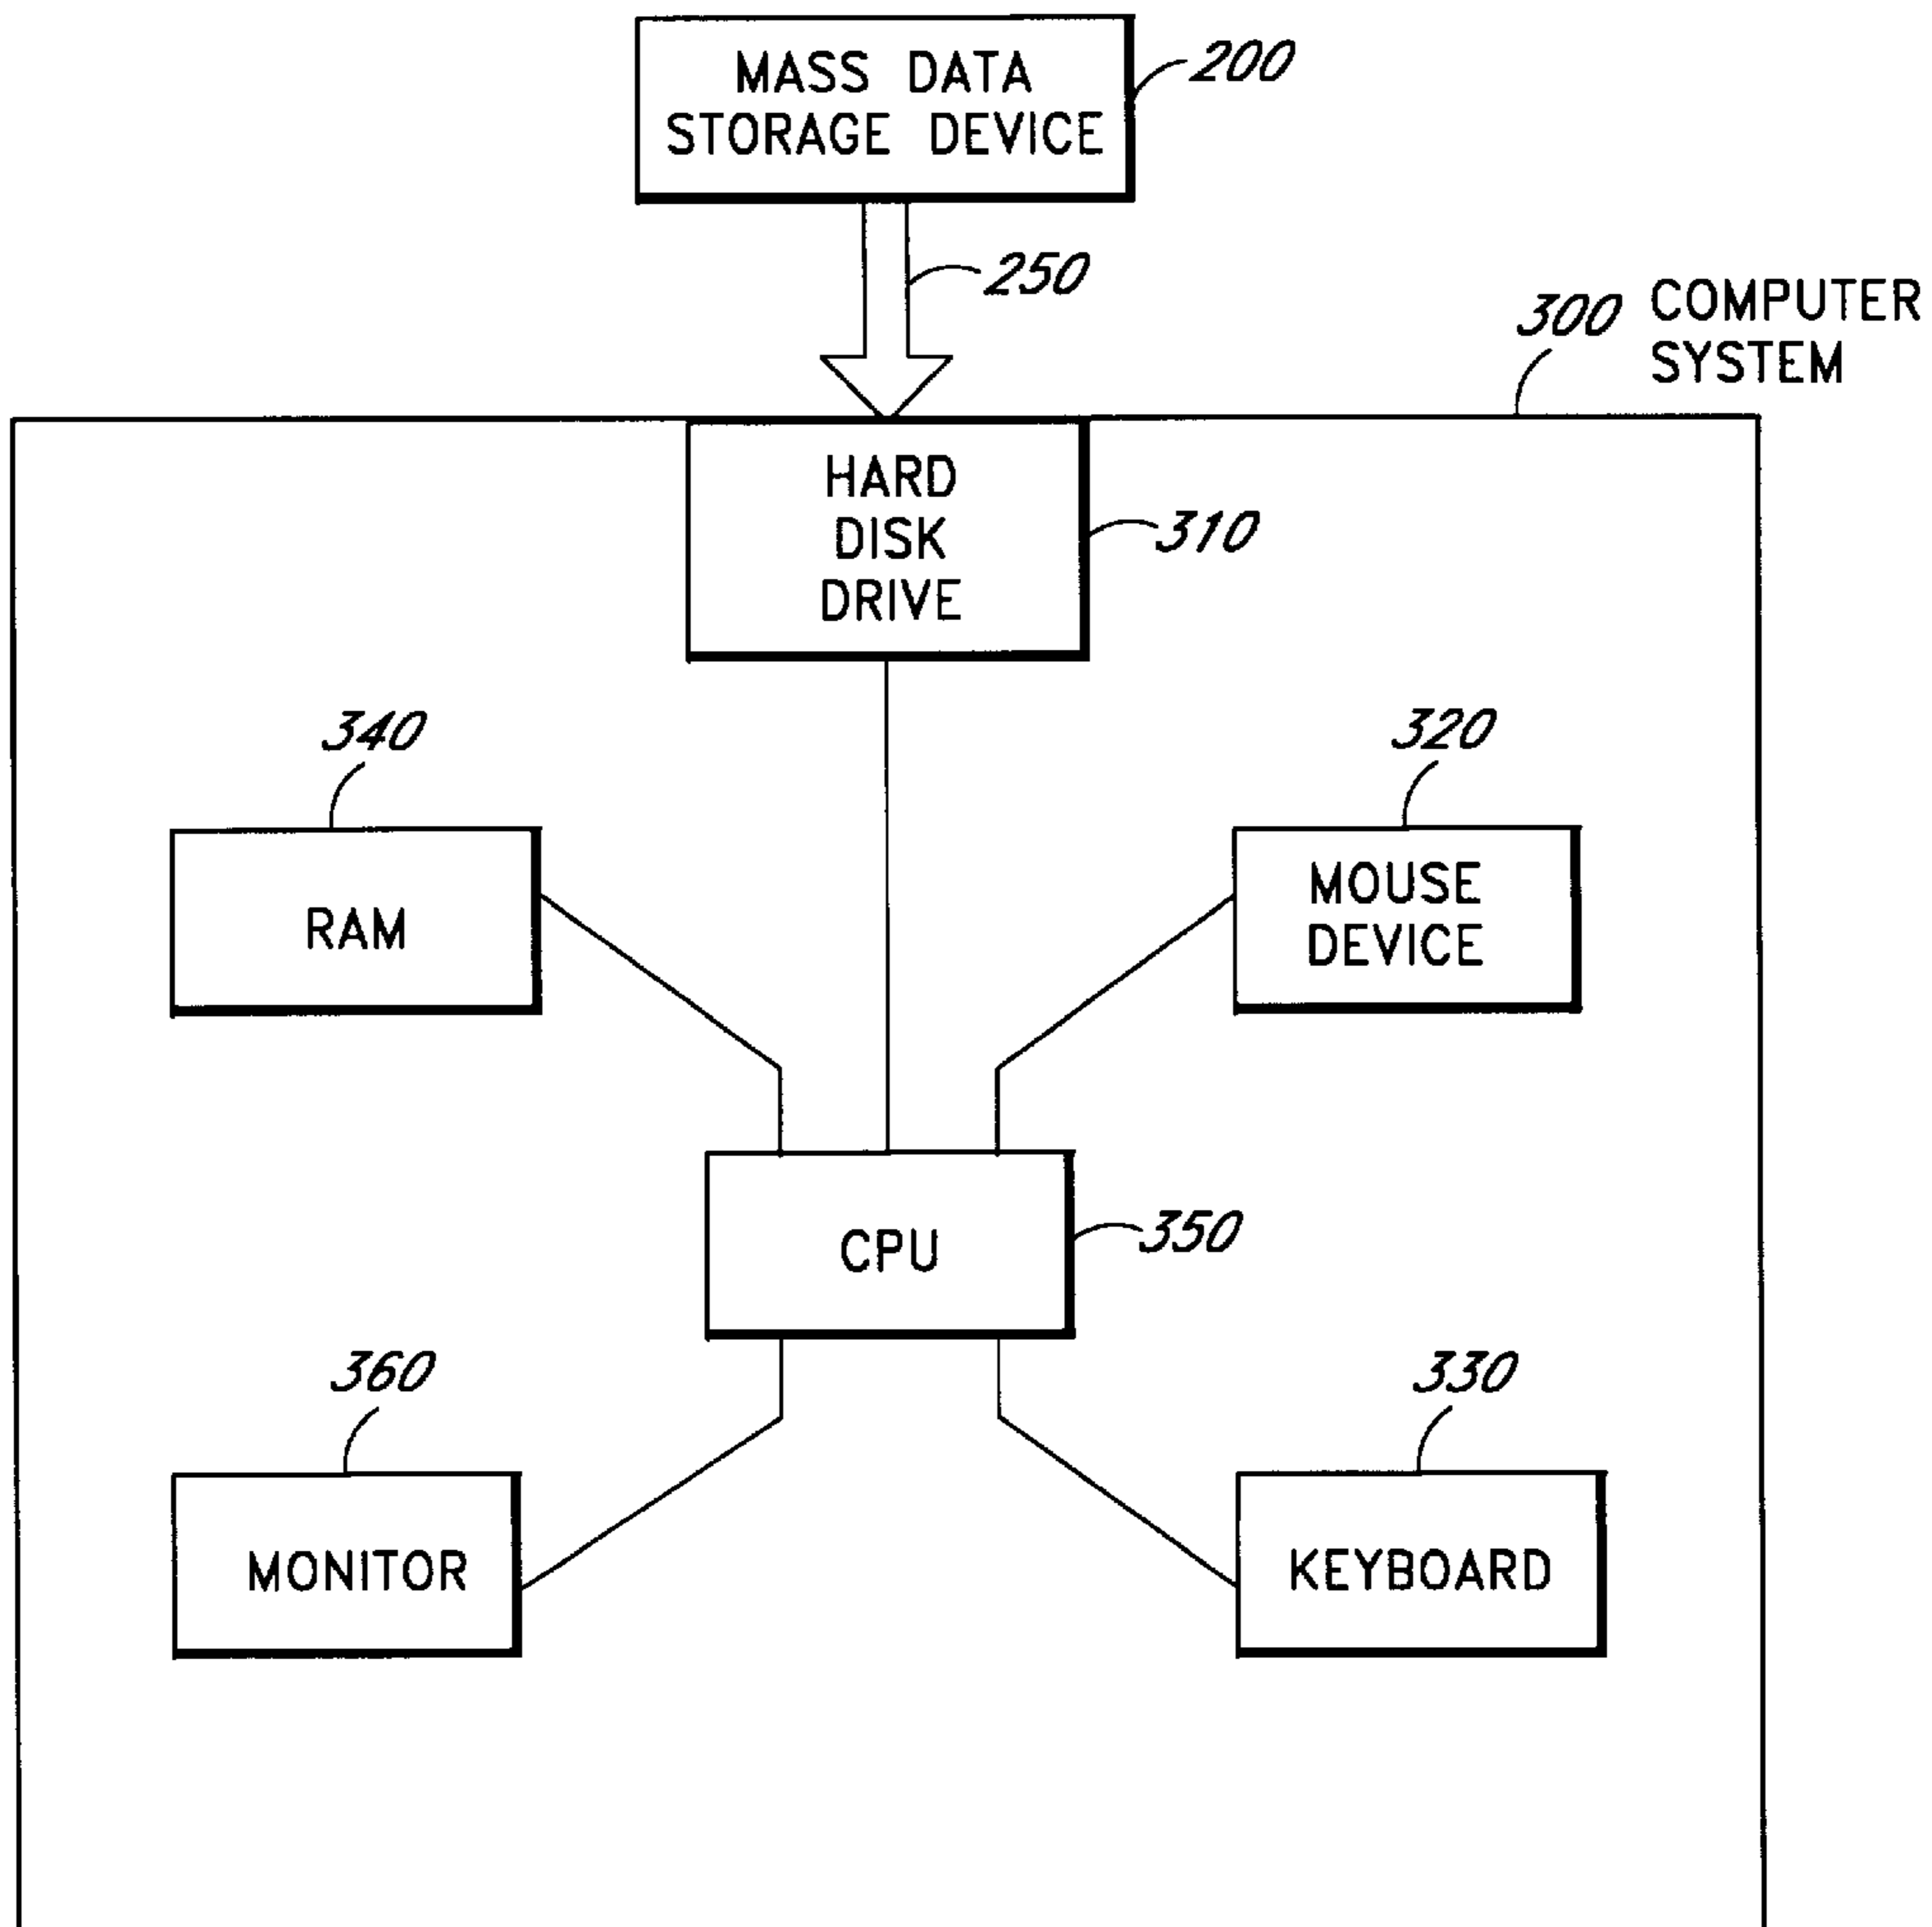 MASS DATA
STORAGE DEVICE
200
250
300
COMPUTER
SYSTEM
HARD
DISK
DRIVE
310
340
320
RAM
MOUSE
DEVICE
CPU
350
360
330
MONITOR
KEYBOARD